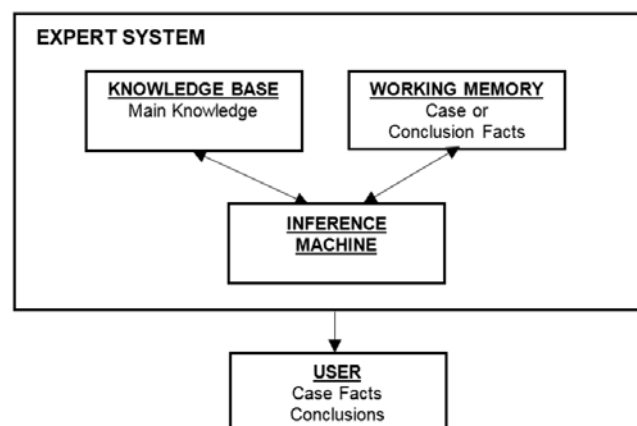 EXPERT SYSTEM
KNOWLEDGE BASE
Main Knowledge
WORKING MEMORY
Case or
Conclusion Facts
INFERENCE
MACHINE
USER
Case Facts
Conclusions